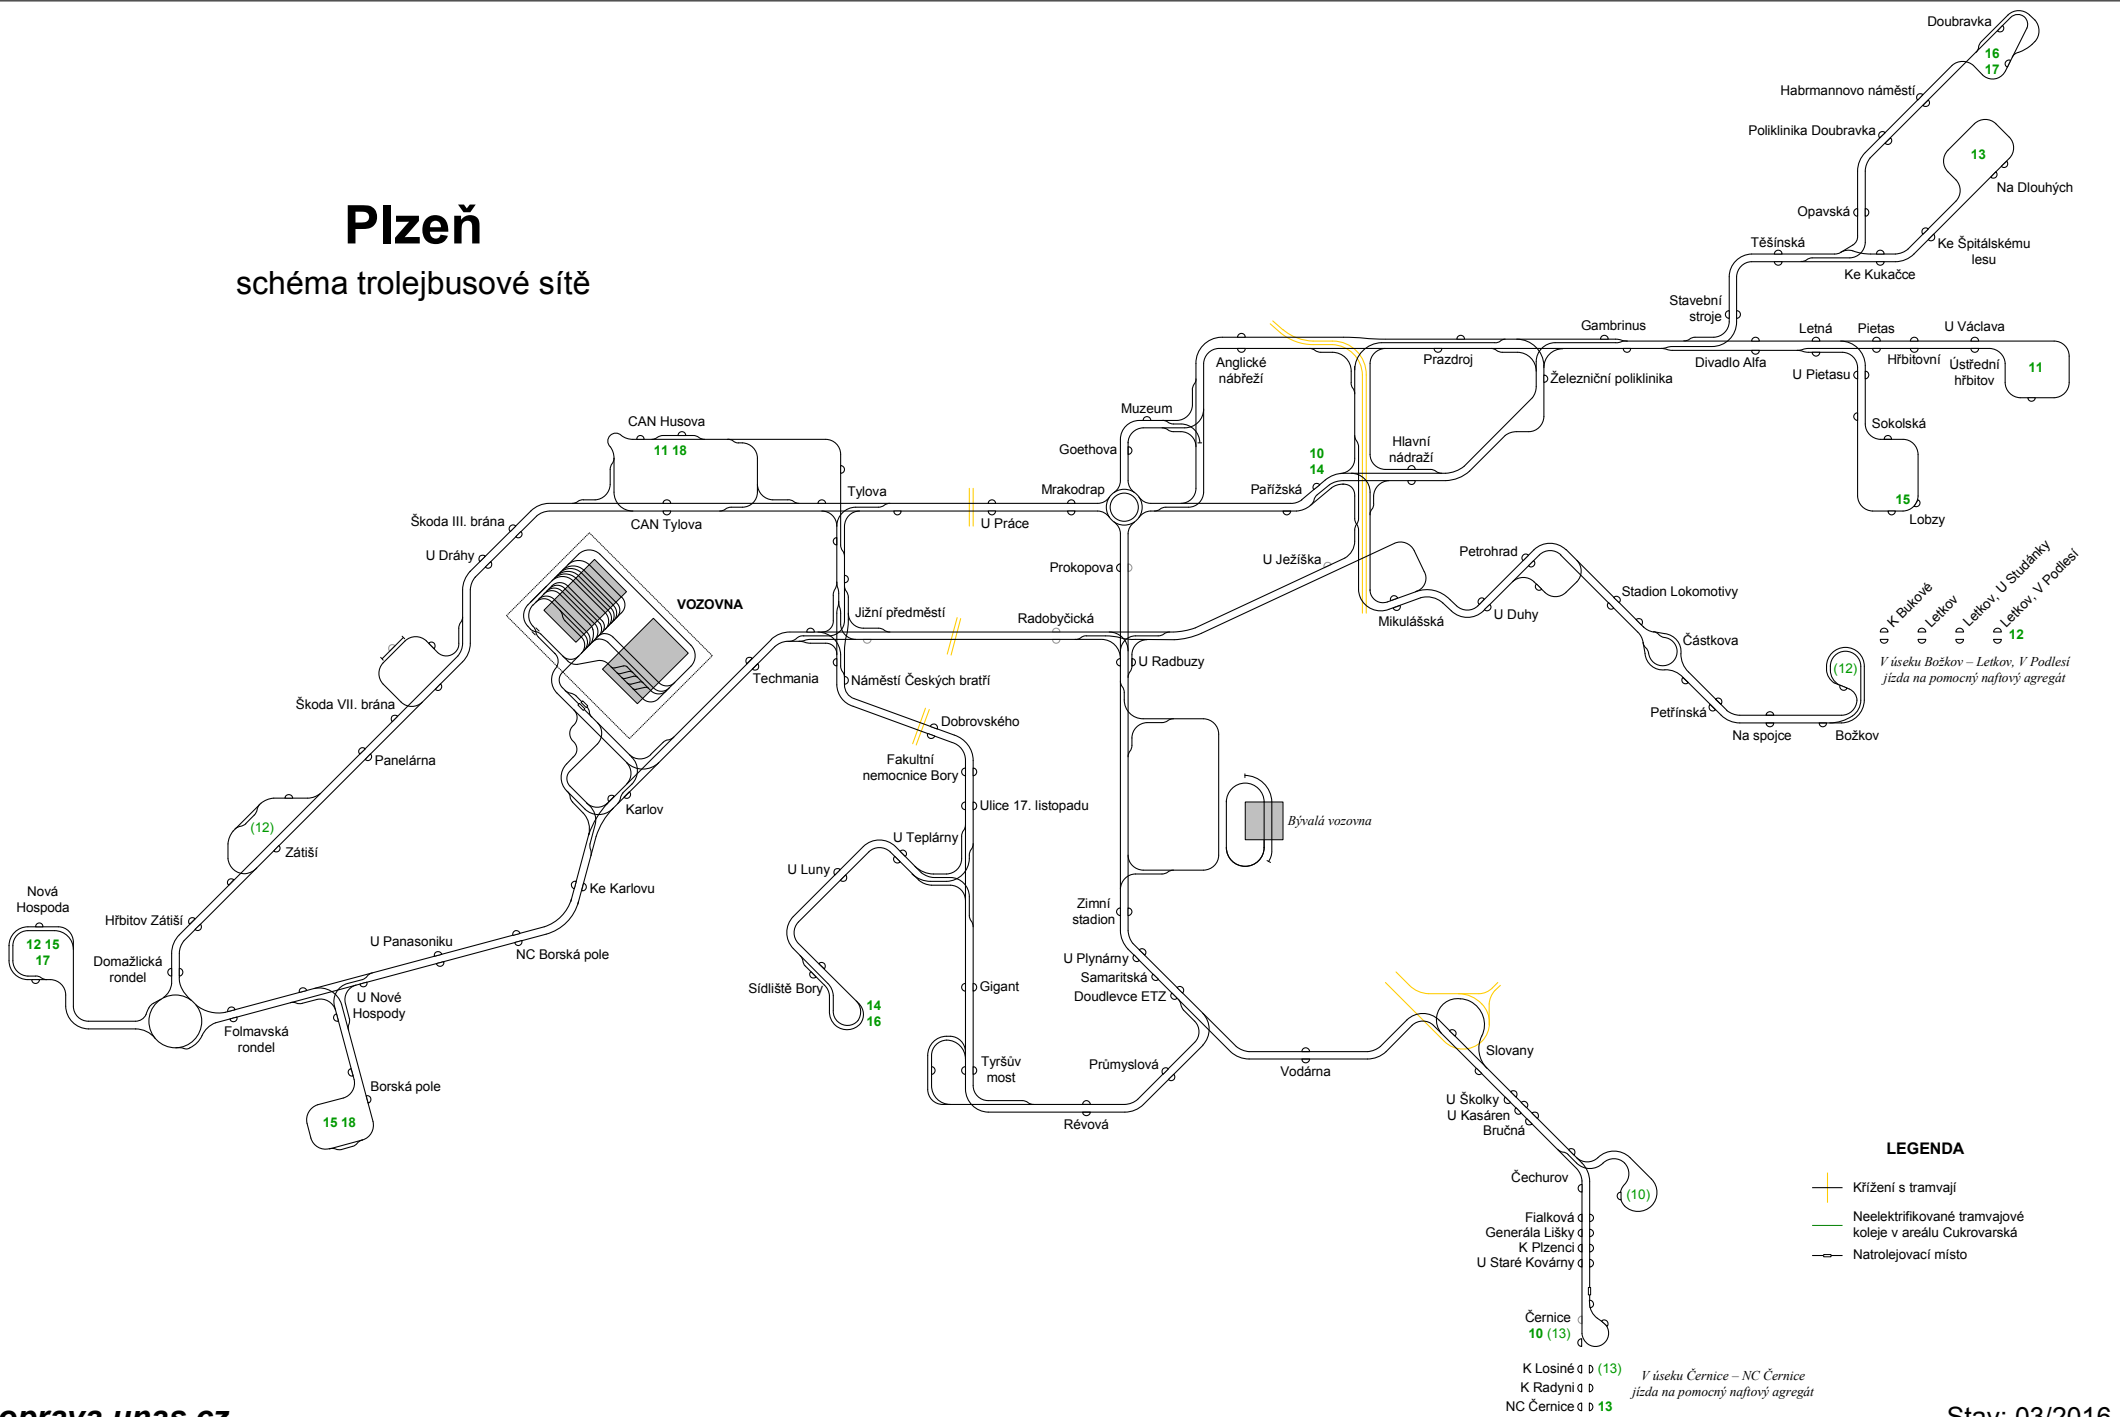 Plzeň
schéma trolejbusové sítě
Doubravka
16
17
Habrmannovo náměstí
Poliklinika Doubravka
13
Na Dlouhých
Opavská
Těšínská
Ke Špitálskému
lesu
Ke Kukačce
Stavební
stroje
Gambrinus
Letná
Pietas
U Václava
Anglické
nábřeží
Prazdroj
Železniční poliklinika
Divadlo Alfa
U Pietasu
Hřbitovní
Ústřední
hřbitov
11
Muzeum
Sokolská
CAN Husova
11 18
Goethova
Hlavní
nádraží
10
14
Tylova
Mrakodrap
Pařížská
15
Lobzy
Škoda III. brána
CAN Tylova
U Práce
U Dráhy
Prokopova
U Ježíška
Petrohrad
Stadion Lokomotivy
K Bukové
Letkov
Letkov, U Studánky
Letkov, V Podlesí
12
VOZOVNA
Jižní předměstí
Radobyčická
Mikulášská
U Duhy
Částkova
V úseku Božkov – Letkov, V Podlesí
jízda na pomocný naftový agregát
(12)
U Radbuzy
Techmania
Náměstí Českých bratří
Škoda VII. brána
Petřínská
Na spojce
Božkov
Dobrovského
Panelárna
Fakultní
nemocnice Bory
Karlov
Ulice 17. listopadu
Bývalá vozovna
(12)
Zátiší
U Teplárny
U Luny
Nová
Hospoda
Ke Karlovu
Hřbitov Zátiší
Zimní
stadion
12 15
17
U Panasoniku
NC Borská pole
Domažlická
rondel
U Plynárny
Samaritská
Doudlevce ETZ
Sídliště Bory
Gigant
U Nové
Hospody
14
16
Folmavská
rondel
Slovany
Tyršův
most
Průmyslová
Vodárna
Borská pole
U Školky
U Kasáren
Bručná
15 18
Révová
Čechurov
(10)
Fialková
Generála Lišky
K Plzenci
U Staré Kovárny
Černice
10 (13)
K Losiné
(13)
K Radyni
NC Černice
13
V úseku Černice – NC Černice
jízda na pomocný naftový agregát
LEGENDA
Křížení s tramvají
Neelektrifikované tramvajové
koleje v areálu Cukrovarská
Natrolejovací místo
oprava.unas.cz
Stav: 03/2016